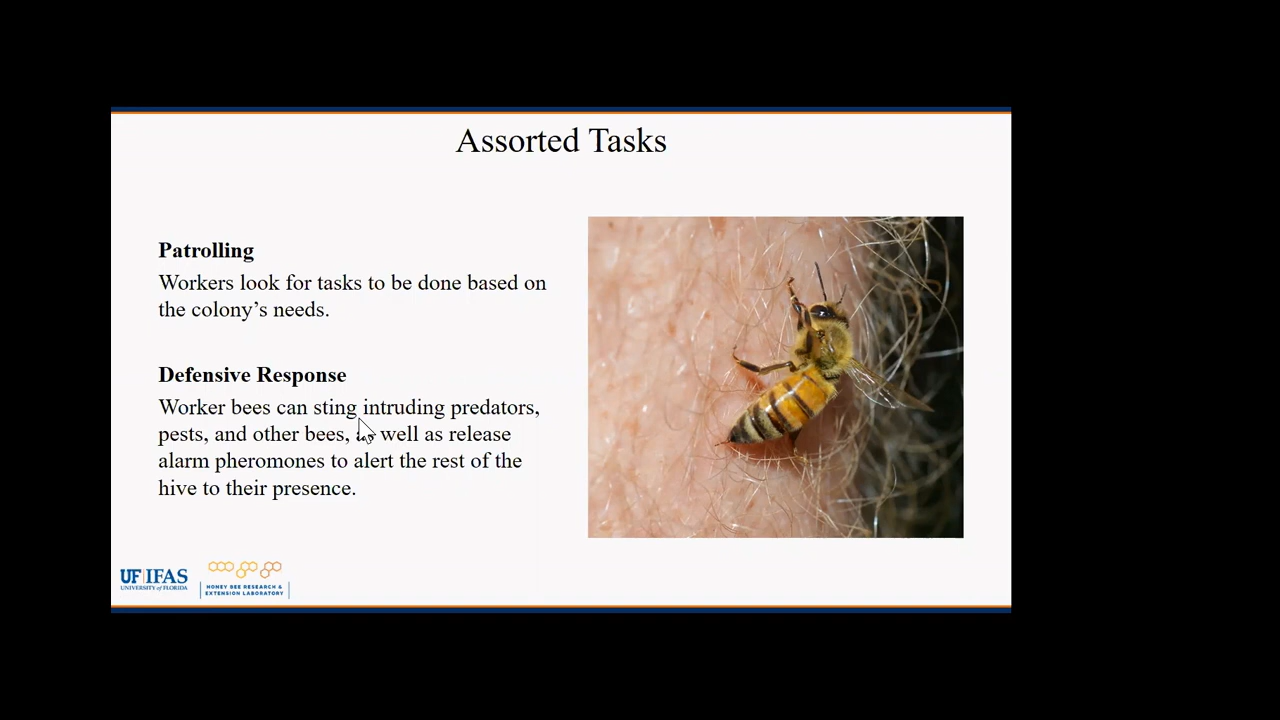 Assorted Tasks
Patrolling
Workers look for tasks to be done based on
the colony’s needs.
Defensive Response
Worker bees can sting intruding predators,
pests, and other bees, as well as release
alarm pheromones to alert the rest of the
hive to their presence.
UF|IFAS
UNIVERSITY of FLORIDA
HONEY BEE RESEARCH &
EXTENSION LABORATORY